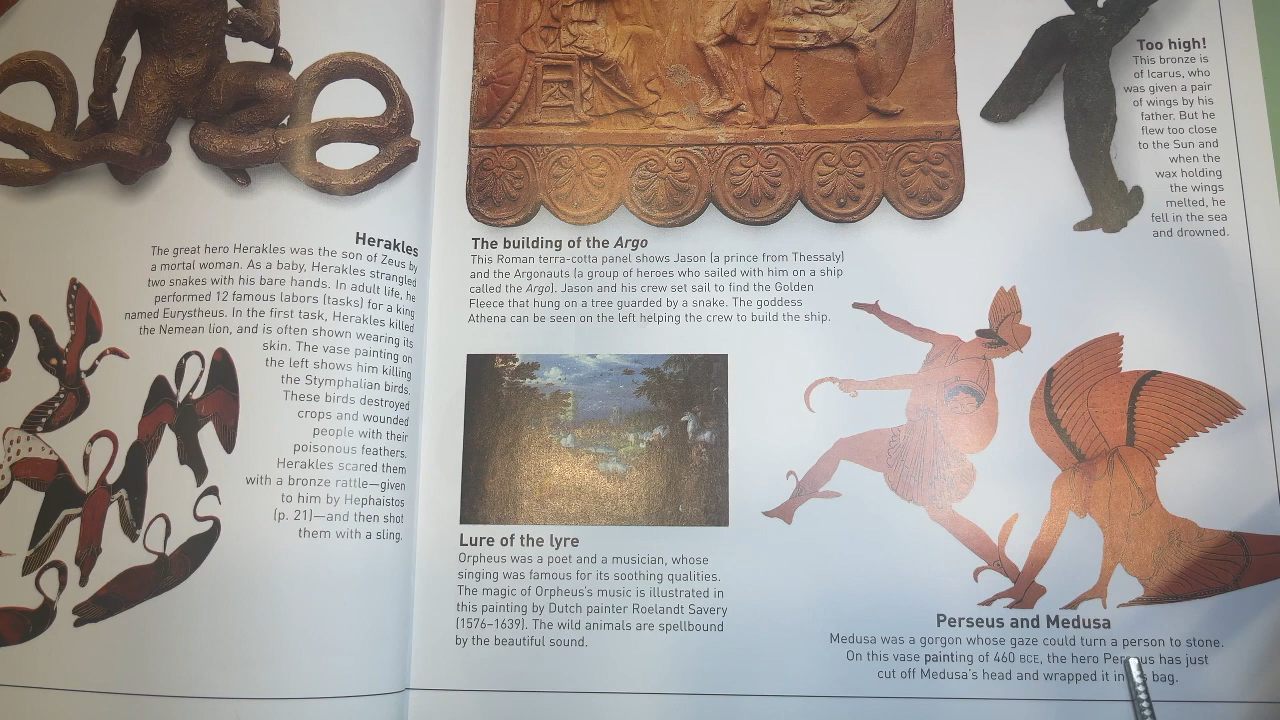 Herakles
The great hero Herakles was the son of Zeus by
a mortal woman. As a baby, Herakles strangled
two snakes with his bare hands. In adult life, he
performed 12 famous labors (tasks) for a king
named Eurystheus. In the first task, Herakles killed
the Nemean lion, and is often shown wearing its
skin. The vase painting on
the left shows him killing
the Stymphalian birds.
These birds destroyed
crops and wounded
people with their
poisonous feathers.
Herakles scared them
with a bronze rattle—given
to him by Hephaistos
(p. 21)—and then shot
them with a sling.
The building of the Argo
This Roman terra-cotta panel shows Jason (a prince from Thessaly)
and the Argonauts (a group of heroes who sailed with him on a ship
called the Argo). Jason and his crew set sail to find the Golden
Fleece that hung on a tree guarded by a snake. The goddess
Athena can be seen on the left helping the crew to build the ship.
Lure of the lyre
Orpheus was a poet and a musician, whose
singing was famous for its soothing qualities.
The magic of Orpheus's music is illustrated in
this painting by Dutch painter Roelandt Savery
(1576–1639). The wild animals are spellbound
by the beautiful sound.
Too high!
This bronze is
of Icarus, who
was given a pair
of wings by his
father. But he
flew too close
to the Sun and
when the
wax holding
the wings
melted, he
fell in the sea
and drowned.
Perseus and Medusa
Medusa was a gorgon whose gaze could turn a person to stone.
On this vase painting of 460 BCE, the hero has just
cut off Medusa's head and wrapped it in bag.